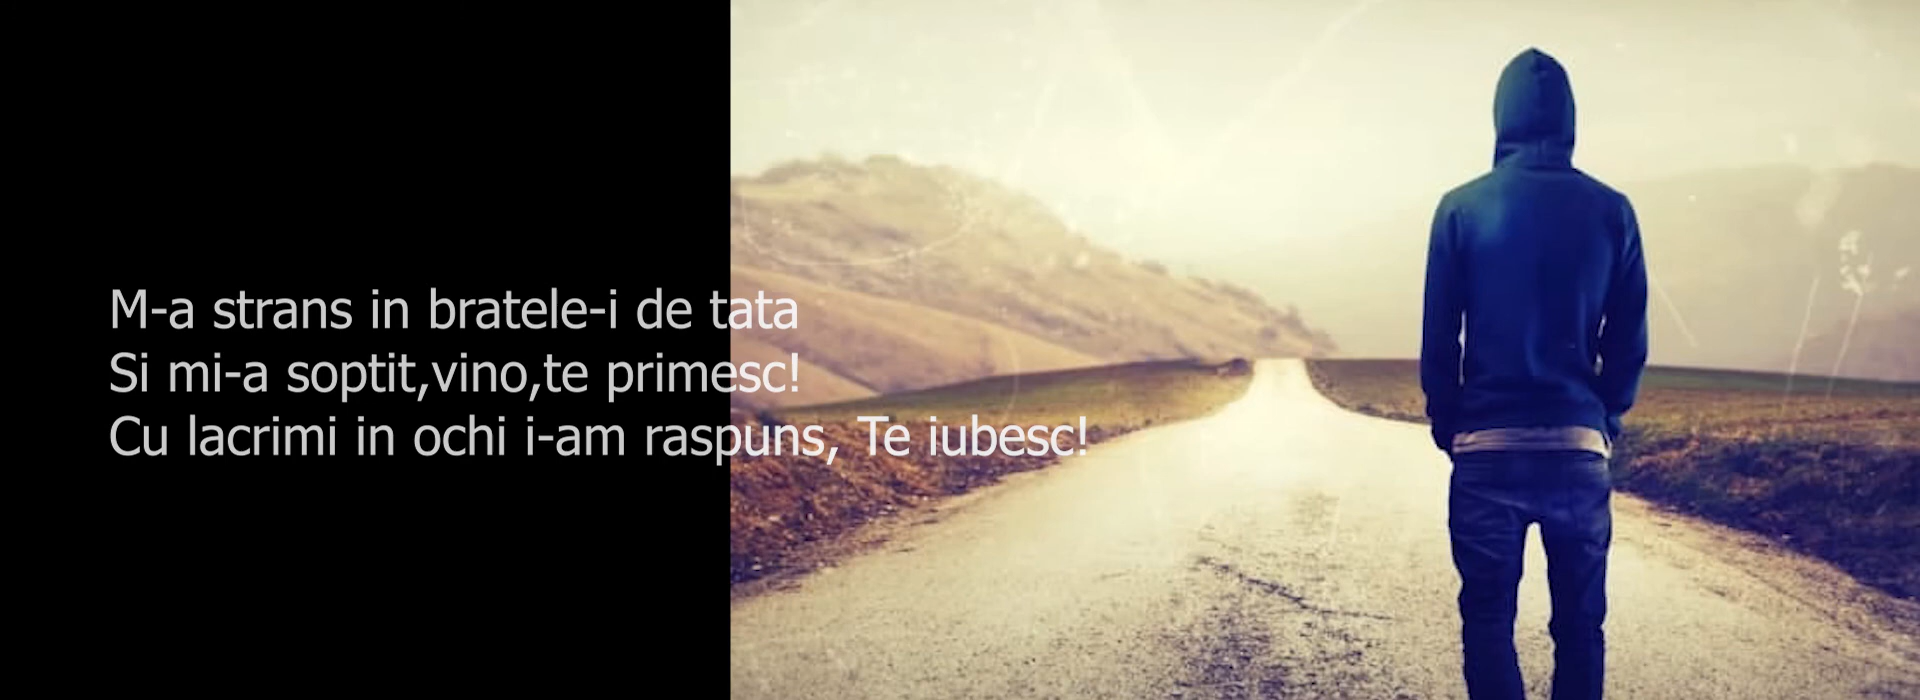 M-a strans in bratele-i de tata
Si mi-a soptit,vino,te primesc!
Cu lacrimi in ochi i-am raspuns, Te iubesc!